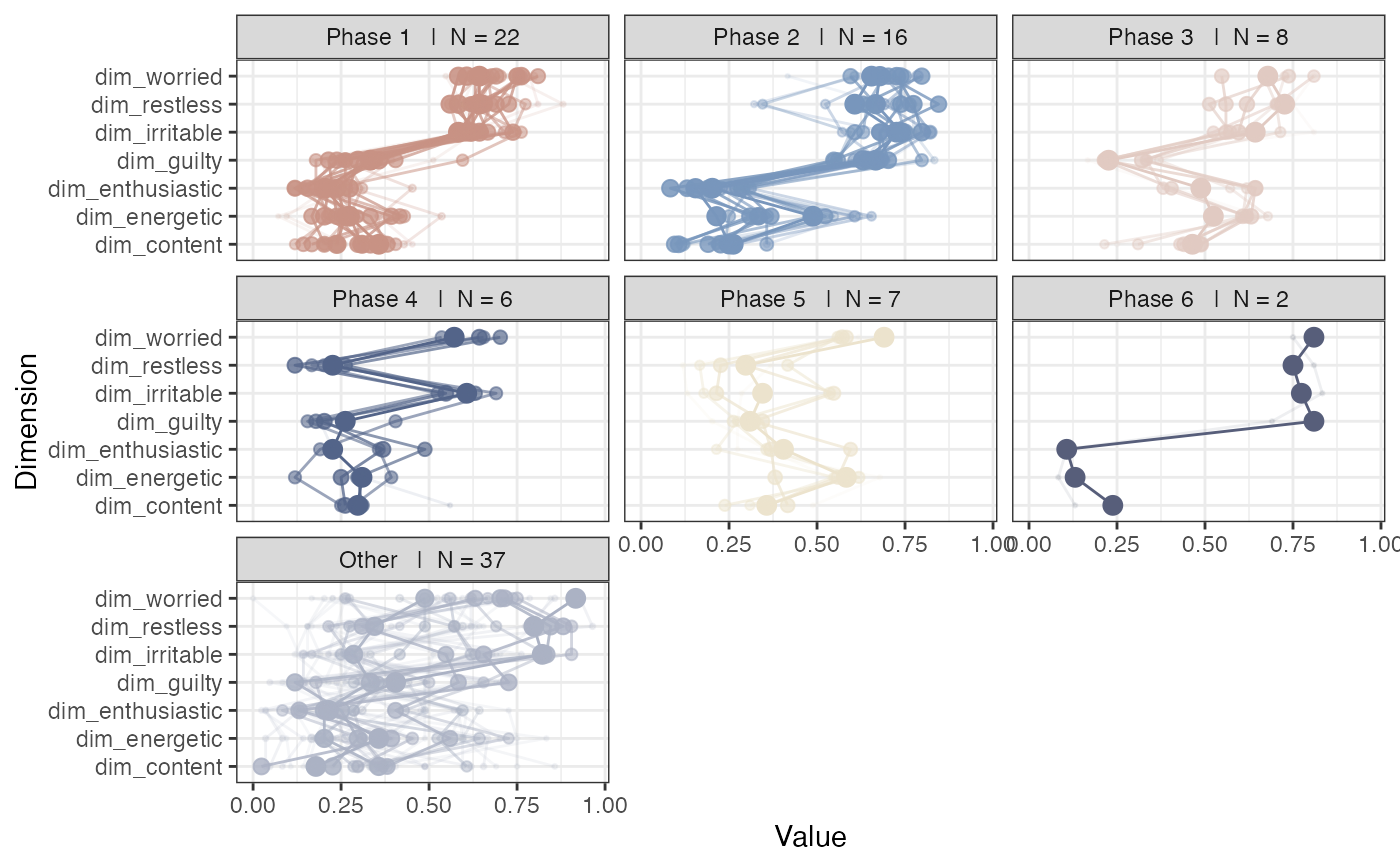 Phase 1 | N = 22
Phase 2 | N = 16
Phase 3 | N = 8
dim_worried
dim_restless
dim_irritable
dim_guilty
dim_enthusiastic
dim_energetic
dim_content
Phase 4 | N = 6
Phase 5 | N = 7
Phase 6 | N = 2
dim_worried
dim_restless
dim_irritable
dim_guilty
dim_enthusiastic
dim_energetic
dim_content
0.00 0.25 0.50 0.75 1.00
0.00 0.25 0.50 0.75 1.00
Other | N = 37
dim_worried
dim_restless
dim_irritable
dim_guilty
dim_enthusiastic
dim_energetic
dim_content
0.00 0.25 0.50 0.75 1.00
Dimension
Value